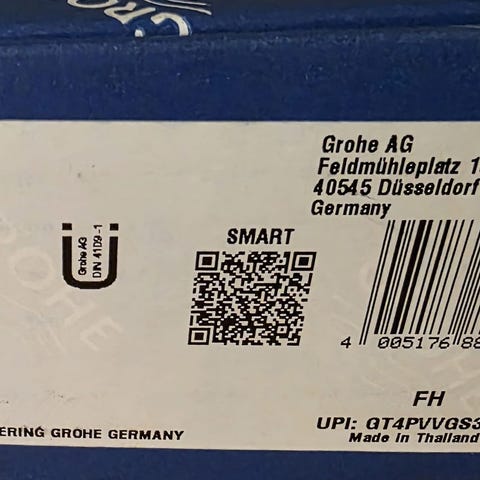 GROHE
Grohe AG
Feldmühleplatz 1
40545 Düsseldorf
Germany
SMART
Grohe AG
DIN 4109-1
4 005176 88
FH
UPI: GT4PVVGS3
Made in Thailand
ERING GROHE GERMANY